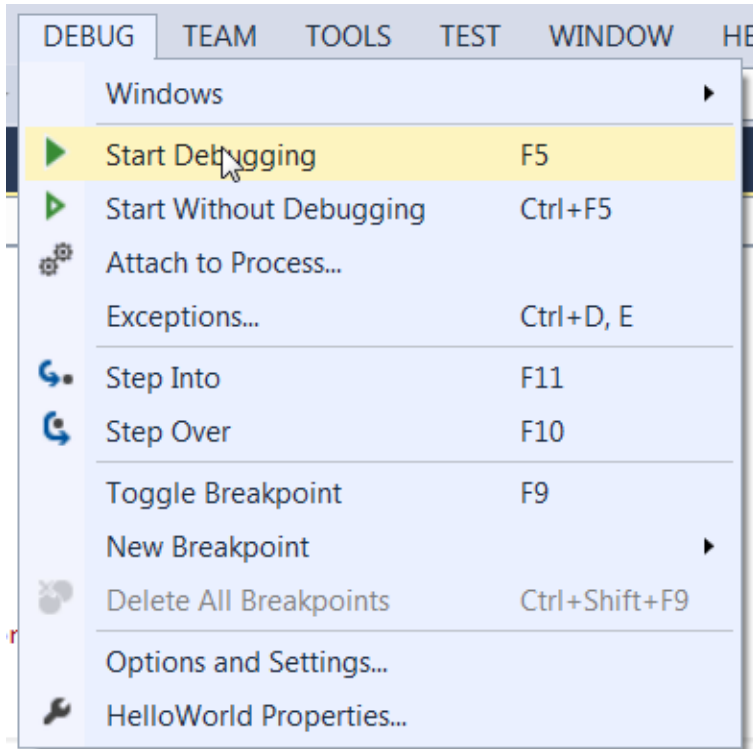 DEBUG TEAM TOOLS TEST WINDOW HE
Windows
Start Debugging F5
Start Without Debugging Ctrl+F5
Attach to Process...
Exceptions... Ctrl+D, E
Step Into F11
Step Over F10
Toggle Breakpoint F9
New Breakpoint
Delete All Breakpoints Ctrl+Shift+F9
or
Options and Settings...
HelloWorld Properties...